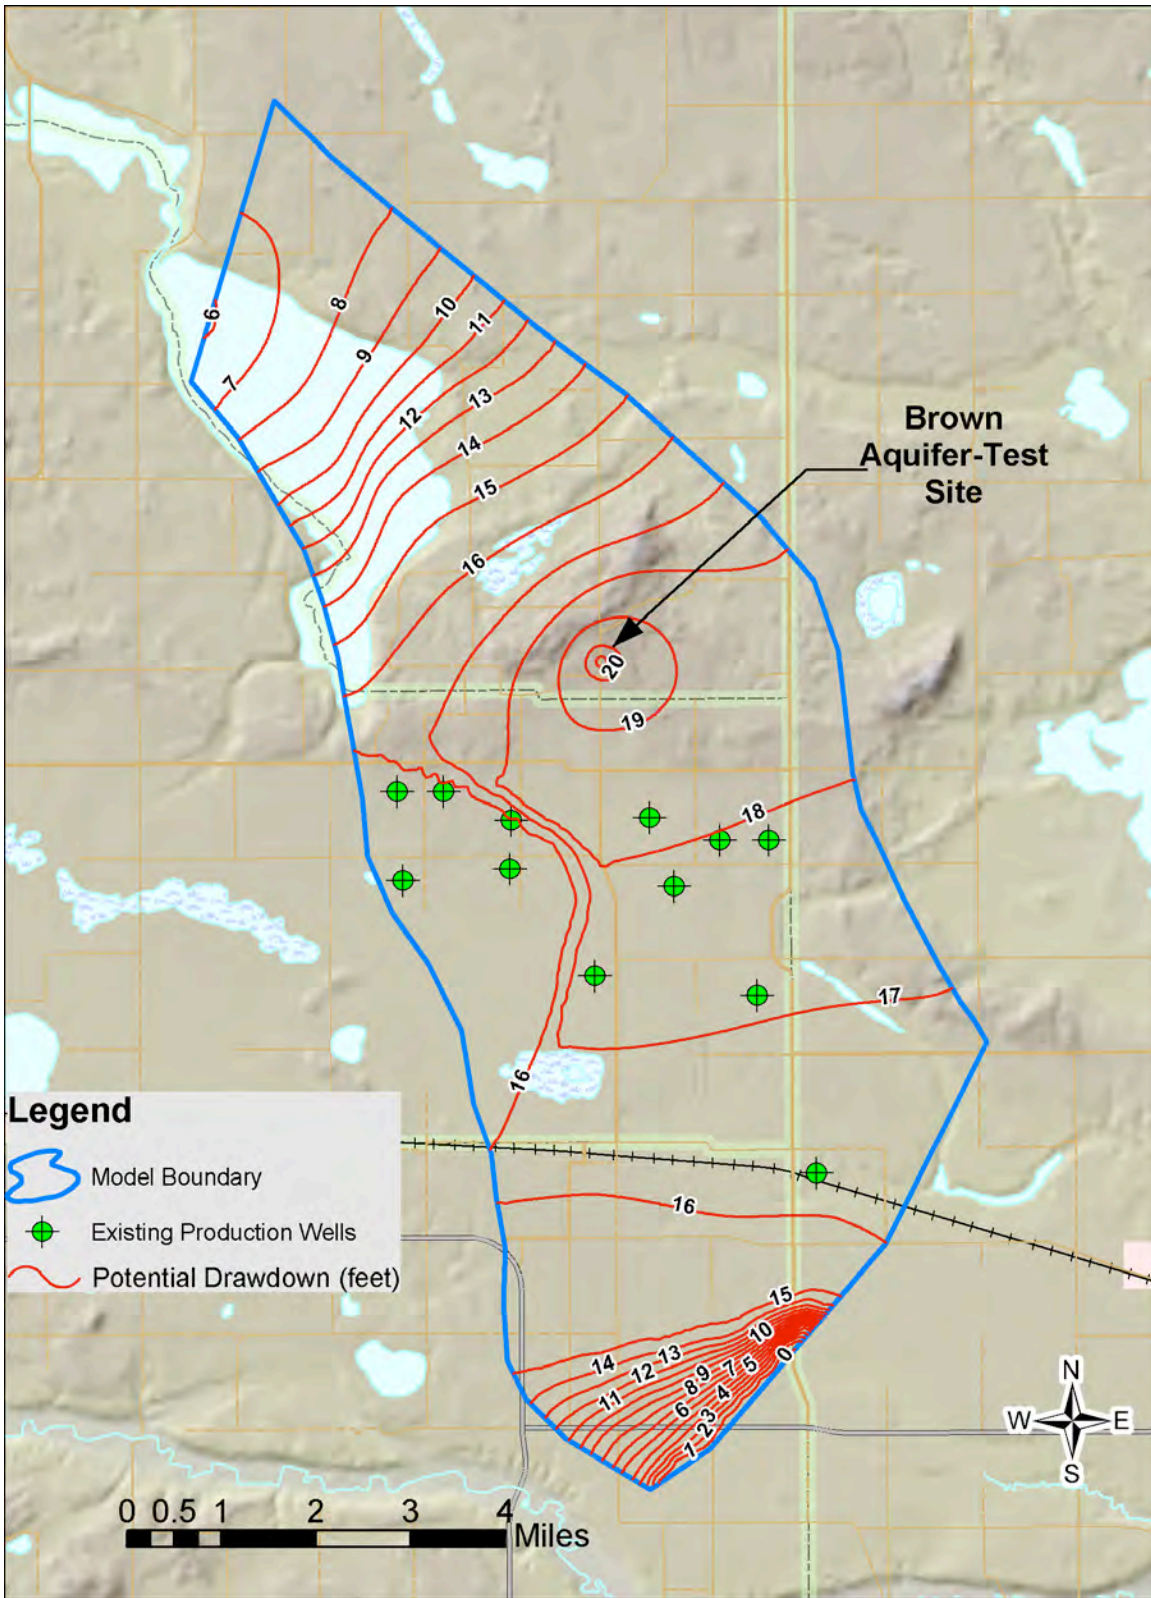 6
7
8
9
10
11
12
13
14
15
16
Brown
Aquifer-Test
Site
20
19
18
17
16
16
Legend
Model Boundary
Existing Production Wells
Potential Drawdown (feet)
15
14
13
12
11
10
9
8
7
6
5
4
3
2
1
0
N
W E
S
0 0.5 1 2 3 4
Miles